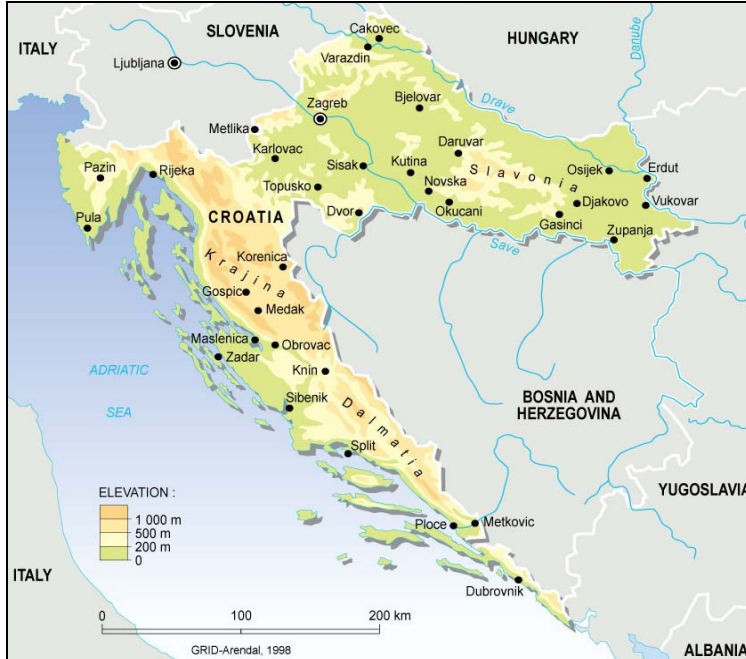 ITALY
SLOVENIA
HUNGARY
Danube
Cakovec
Varazdin
Ljubljana
Drave
Zagreb
Bjelovar
Metlika
Karlovac
Daruvar
Sisak
Kutina
Slavonia
Osijek
Erdut
Pazin
Rijeka
Topusko
Novska
Djakovo
Vukovar
Pula
CROATIA
Dvor
Okucani
Gasinci
Zupanja
Save
Korenica
Krajina
Gospic
Medak
Maslenica
Obrovac
Zadar
ADRIATIC
SEA
Knin
Sibenik
Dalmatia
BOSNIA AND
HERZEGOVINA
Split
YUGOSLAVIA
ELEVATION :
1 000 m
500 m
200 m
0
Ploce
Metkovic
ITALY
Dubrovnik
0 100 200 km
GRID-Arendal, 1998
ALBANIA